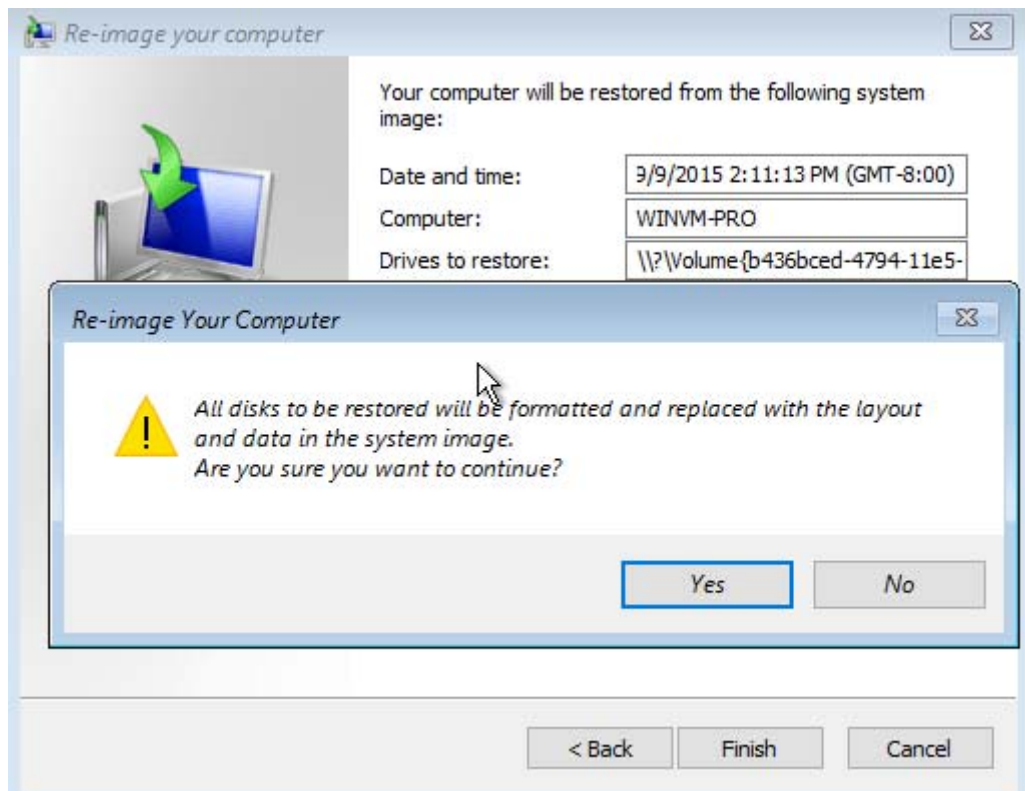 Re-image your computer
Your computer will be restored from the following system
image:
Date and time: 9/9/2015 2:11:13 PM (GMT-8:00)
Computer: WINVM-PRO
Drives to restore: \\?\Volume{b436bced-4794-11e5-
Re-image Your Computer
All disks to be restored will be formatted and replaced with the layout
and data in the system image.
Are you sure you want to continue?
Yes No
< Back Finish Cancel